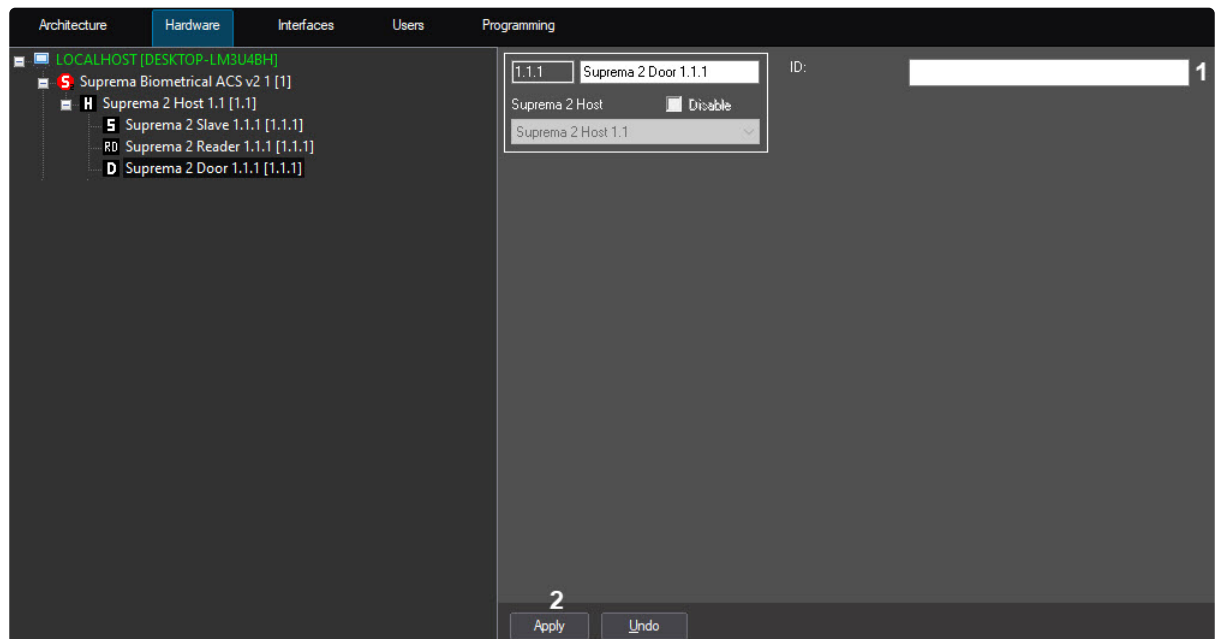 Architecture Hardware Interfaces Users Programming
LOCALHOST [DESKTOP-LM3U4BH]
S Suprema Biometrical ACS v2 1 [1]
H Suprema 2 Host 1.1 [1.1]
S Suprema 2 Slave 1.1.1 [1.1.1]
RD Suprema 2 Reader 1.1.1 [1.1.1]
D Suprema 2 Door 1.1.1 [1.1.1]
1.1.1 Suprema 2 Door 1.1.1
Suprema 2 Host Disable
Suprema 2 Host 1.1
ID: 1
2
Apply Undo